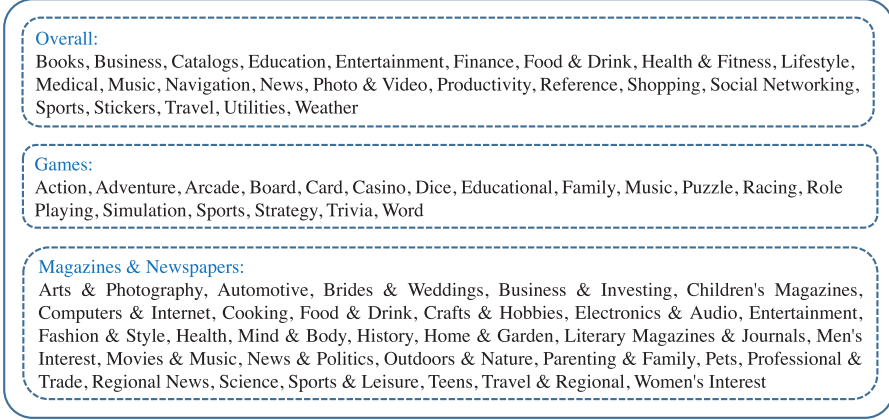 Overall:
Books, Business, Catalogs, Education, Entertainment, Finance, Food & Drink, Health & Fitness, Lifestyle,
Medical, Music, Navigation, News, Photo & Video, Productivity, Reference, Shopping, Social Networking,
Sports, Stickers, Travel, Utilities, Weather
Games:
Action, Adventure, Arcade, Board, Card, Casino, Dice, Educational, Family, Music, Puzzle, Racing, Role
Playing, Simulation, Sports, Strategy, Trivia, Word
Magazines & Newspapers:
Arts & Photography, Automotive, Brides & Weddings, Business & Investing, Children's Magazines,
Computers & Internet, Cooking, Food & Drink, Crafts & Hobbies, Electronics & Audio, Entertainment,
Fashion & Style, Health, Mind & Body, History, Home & Garden, Literary Magazines & Journals, Men's
Interest, Movies & Music, News & Politics, Outdoors & Nature, Parenting & Family, Pets, Professional &
Trade, Regional News, Science, Sports & Leisure, Teens, Travel & Regional, Women's Interest